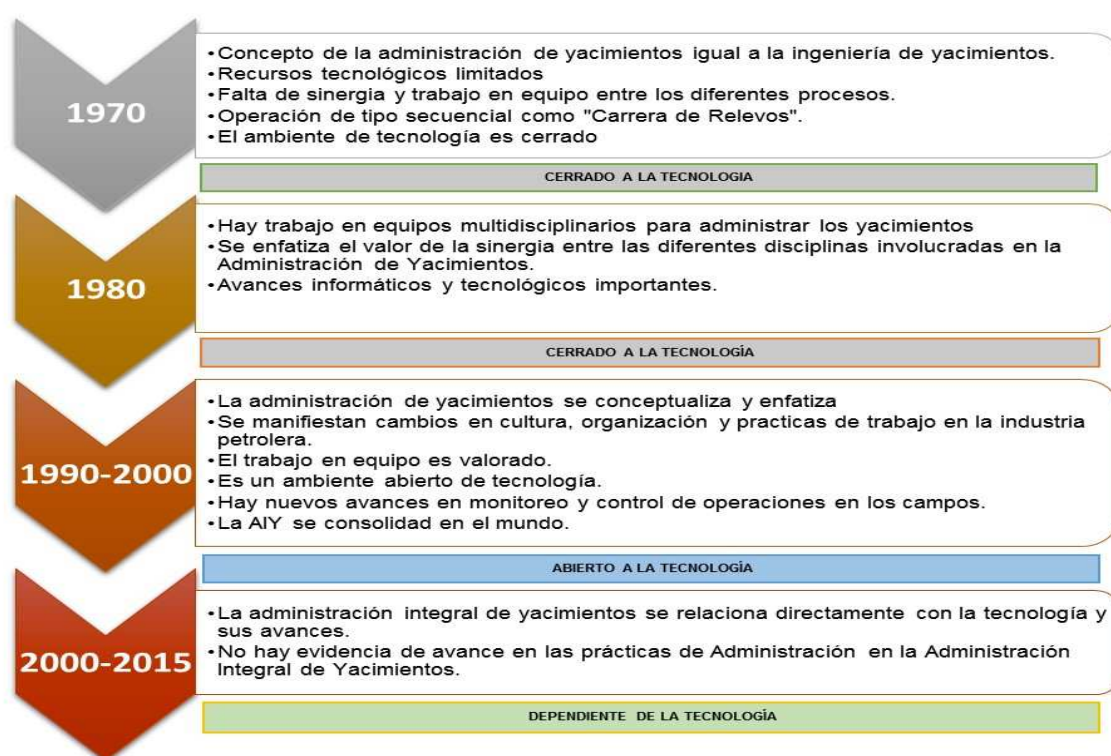 1970
•Concepto de la administración de yacimientos igual a la ingeniería de yacimientos.
•Recursos tecnológicos limitados
•Falta de sinergia y trabajo en equipo entre los diferentes procesos.
•Operación de tipo secuencial como "Carrera de Relevos".
•El ambiente de tecnología es cerrado
CERRADO A LA TECNOLOGIA
1980
•Hay trabajo en equipos multidisciplinarios para administrar los yacimientos
•Se enfatiza el valor de la sinergia entre las diferentes disciplinas involucradas en la
Administración de Yacimientos.
•Avances informáticos y tecnológicos importantes.
CERRADO A LA TECNOLOGÍA
1990-2000
•La administración de yacimientos se conceptualiza y enfatiza
•Se manifiestan cambios en cultura, organización y practicas de trabajo en la industria
petrolera.
•El trabajo en equipo es valorado.
•Es un ambiente abierto de tecnología.
•Hay nuevos avances en monitoreo y control de operaciones en los campos.
•La AIY se consolidad en el mundo.
ABIERTO A LA TECNOLOGÍA
2000-2015
•La administración integral de yacimientos se relaciona directamente con la tecnología y
sus avances.
•No hay evidencia de avance en las prácticas de Administración en la Administración
Integral de Yacimientos.
DEPENDIENTE DE LA TECNOLOGÍA